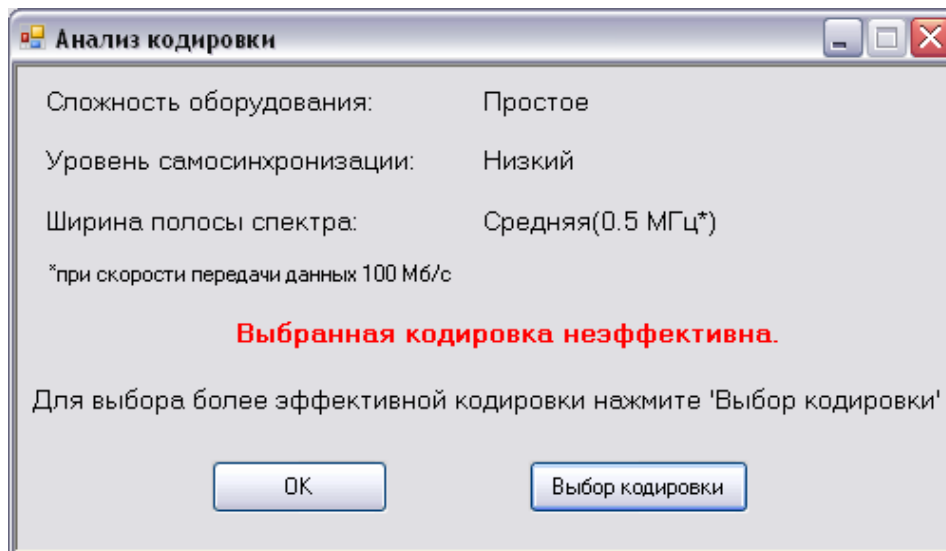 Анализ кодировки
Сложность оборудования: Простое
Уровень самосинхронизации: Низкий
Ширина полосы спектра: Средняя(0.5 МГц*)
*при скорости передачи данных 100 Мб/с
Выбранная кодировка неэффективна.
Для выбора более эффективной кодировки нажмите 'Выбор кодировки'
OK Выбор кодировки